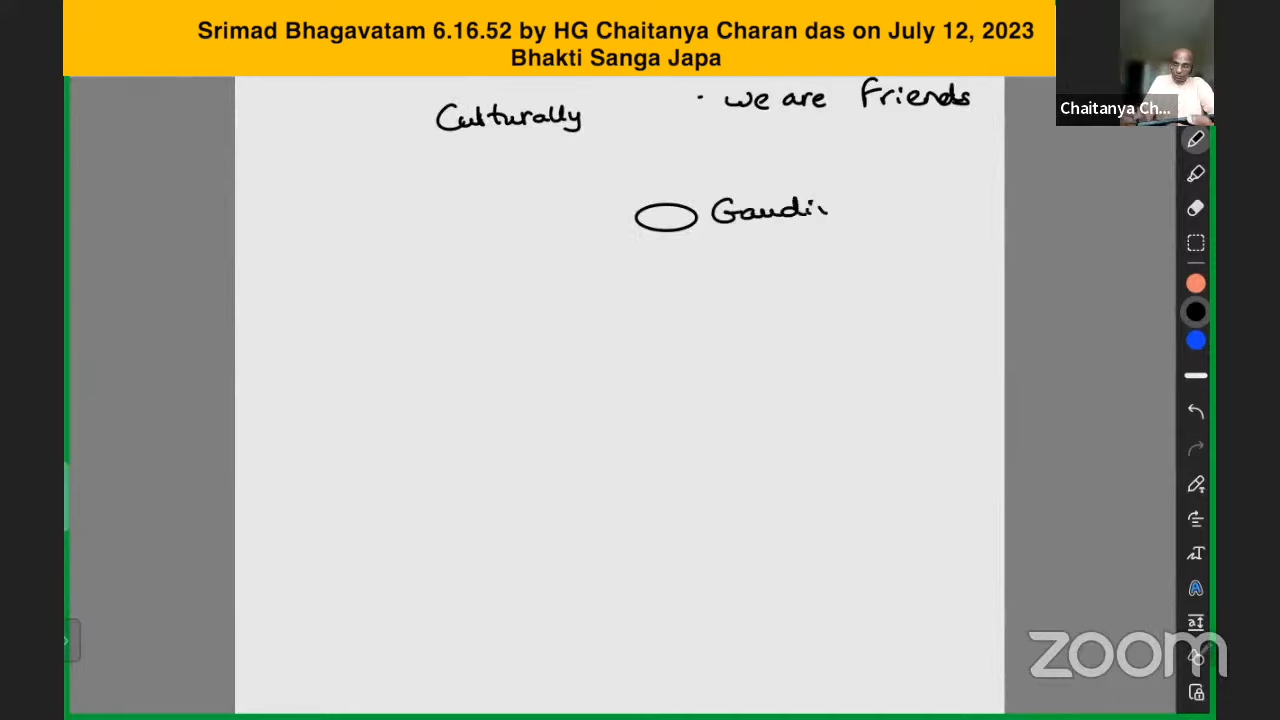 Srimad Bhagavatam 6.16.52 by HG Chaitanya Charan das on July 12, 2023
Bhakti Sanga Japa
Chaitanya Ch...
· we are Friends
Culturally
Gaudi
zoom